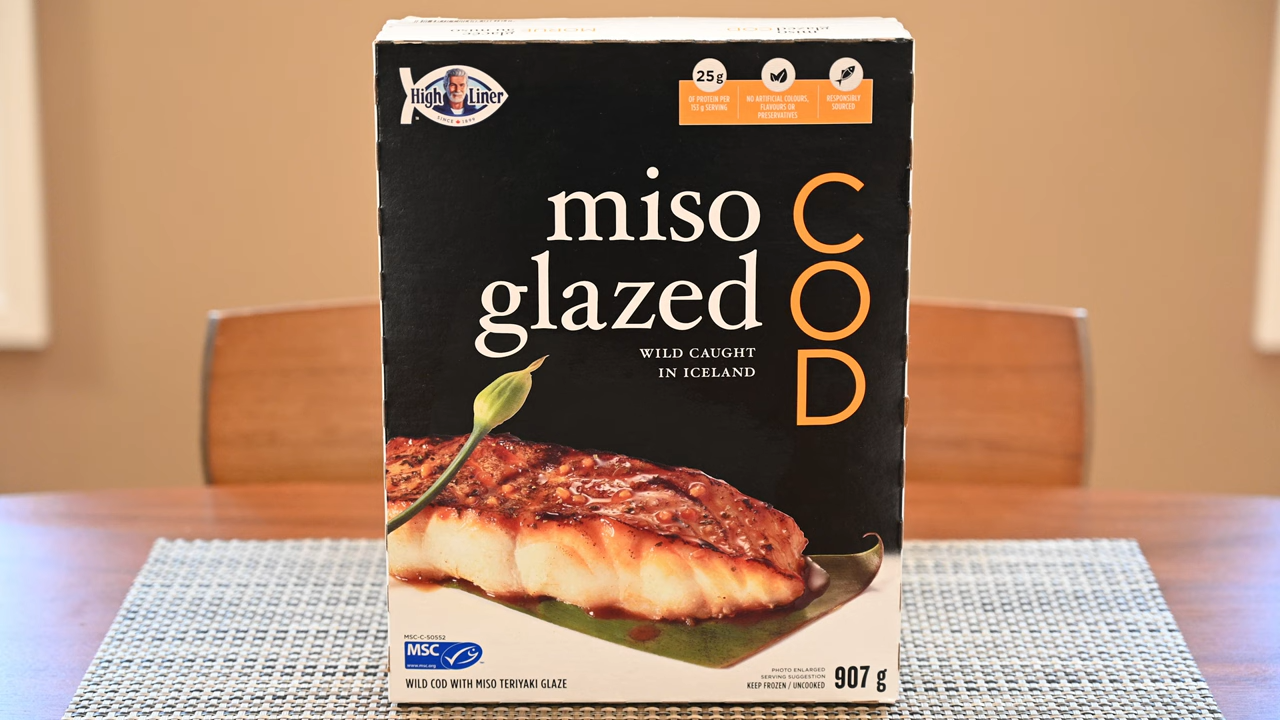 High Liner
SINCE 1899
25g
OF PROTEIN PER
153 g SERVING
NO ARTIFICIAL COLOURS,
FLAVOURS OR
PRESERVATIVES
RESPONSIBLY
SOURCED
miso
glazed
COD
WILD CAUGHT
IN ICELAND
MSC-C-50552
MSC
www.msc.org
WILD COD WITH MISO TERIYAKI GLAZE
PHOTO ENLARGED
SERVING SUGGESTION
KEEP FROZEN / UNCOOKED
907 g